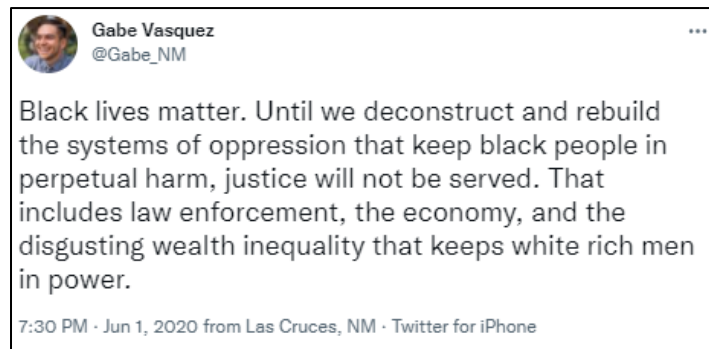 Gabe Vasquez
@Gabe_NM
Black lives matter. Until we deconstruct and rebuild
the systems of oppression that keep black people in
perpetual harm, justice will not be served. That
includes law enforcement, the economy, and the
disgusting wealth inequality that keeps white rich men
in power.
7:30 PM · Jun 1, 2020 from Las Cruces, NM · Twitter for iPhone